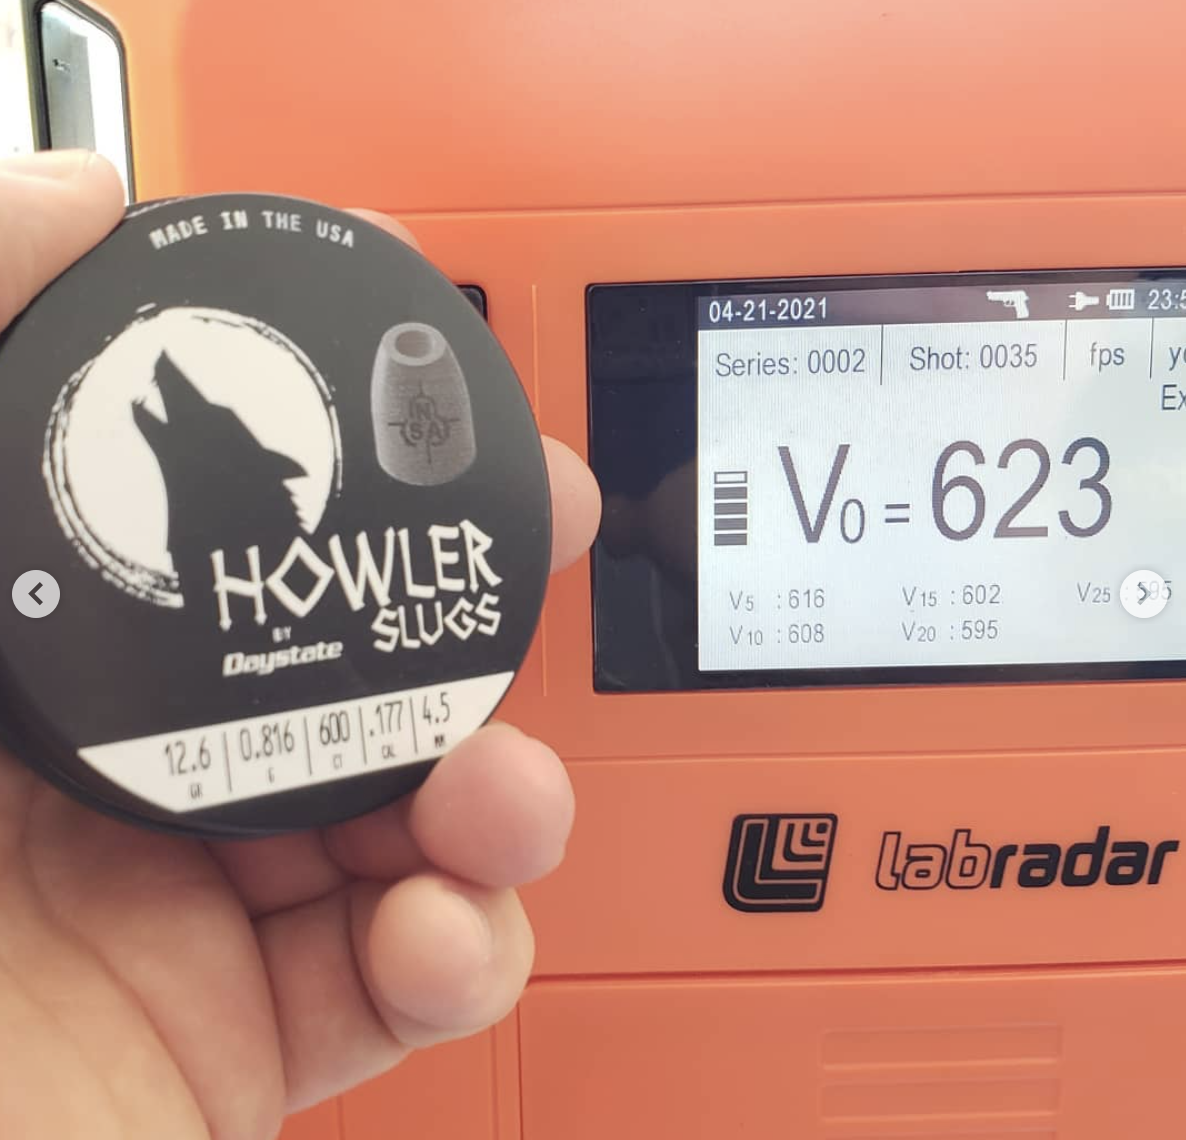 MADE IN THE USA
NSA
HOWLER
SLUGS
BY
Daystate
12.6 | 0.816 | 600 | .177 | 4.5
GR G CT CAL MM
04-21-2021
Series: 0002
Shot: 0035
fps
V0 = 623
V5 : 616
V15 : 602
V25 : 595
V10 : 608
V20 : 595
labradar